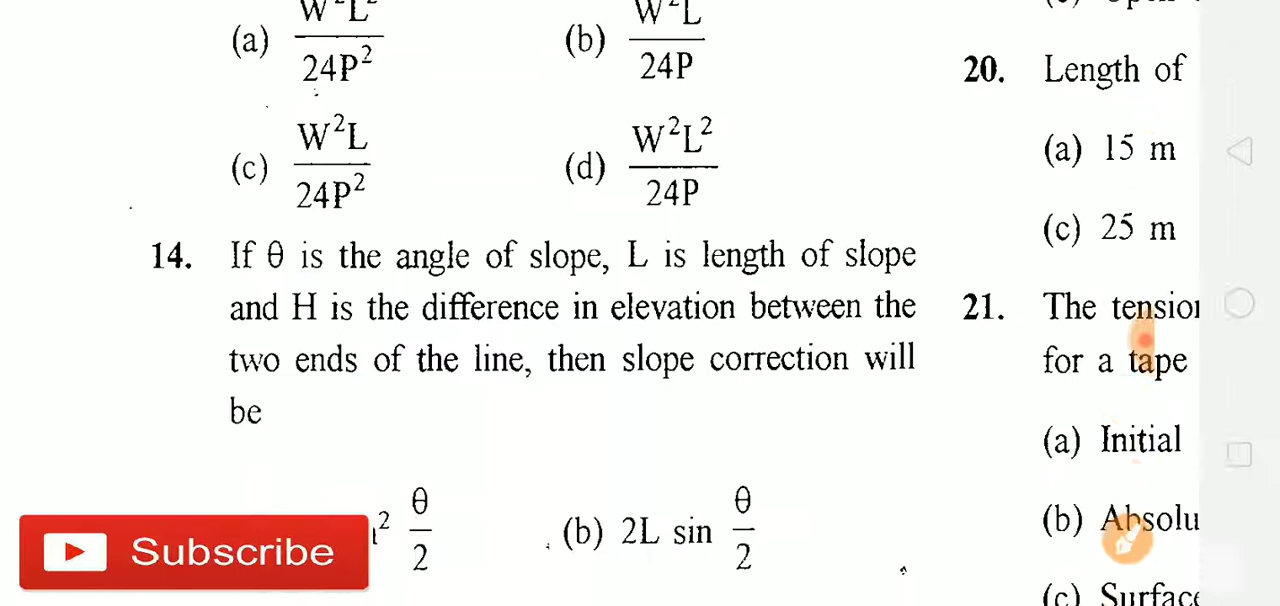 (a) W²L² / 24P² (b) W²L / 24P
(c) W²L / 24P² (d) W²L² / 24P
14. If θ is the angle of slope, L is length of slope
and H is the difference in elevation between the
two ends of the line, then slope correction will
be
² θ/2 (b) 2L sin θ/2
Subscribe
20. Length of
(a) 15 m
(c) 25 m
21. The tension
for a tape
(a) Initial
(b) Absolu
(c) Surface